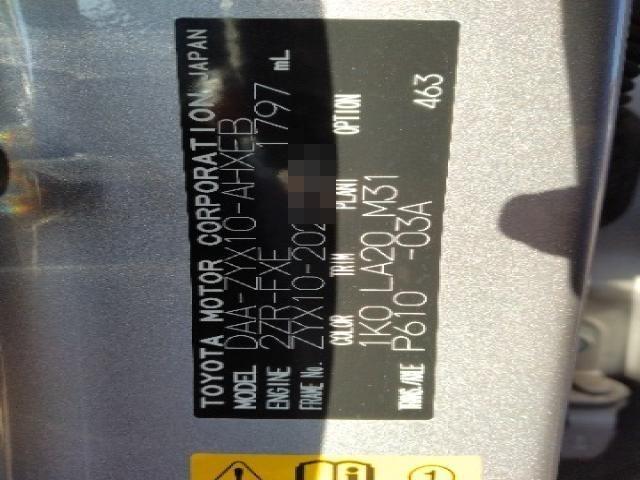 TOYOTA MOTOR CORPORATION JAPAN
MODEL DAA-ZYX10-AHXEB
ENGINE 2ZR-FXE 1797 mL
FRAME No. ZYX10-202
COLOR TRIM PLANT OPTION
1K0 LA20 M31 463
TRANS./AXLE P610 -03A